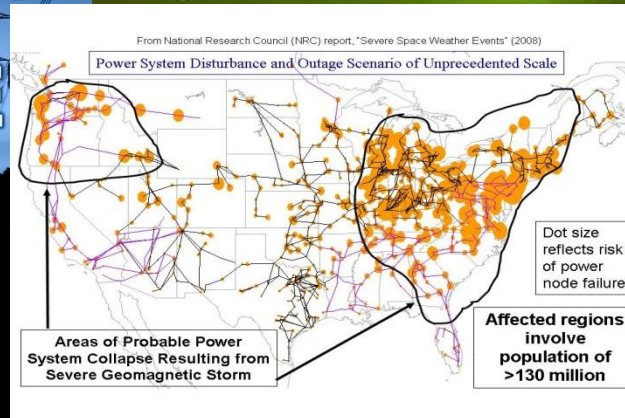 From National Research Council (NRC) report, "Severe Space Weather Events" (2008)
Power System Disturbance and Outage Scenario of Unprecedented Scale
Dot size
reflects risk
of power
node failure
Areas of Probable Power
System Collapse Resulting from
Severe Geomagnetic Storm
Affected regions
involve
population of
>130 million